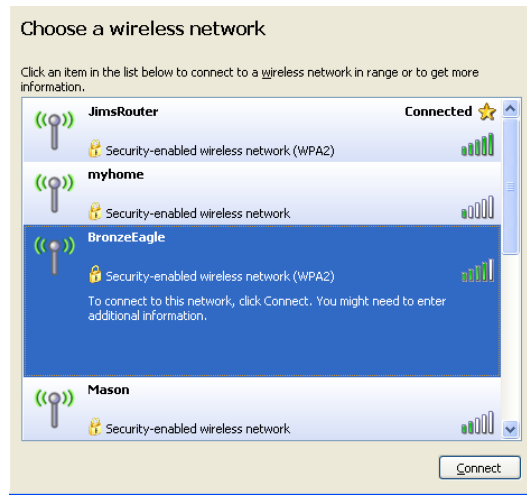 Choose a wireless network
Click an item in the list below to connect to a wireless network in range or to get more
information.
JimsRouter Connected
Security-enabled wireless network (WPA2)
myhome
Security-enabled wireless network
BronzeEagle
Security-enabled wireless network (WPA2)
To connect to this network, click Connect. You might need to enter
additional information.
Mason
Security-enabled wireless network
Connect